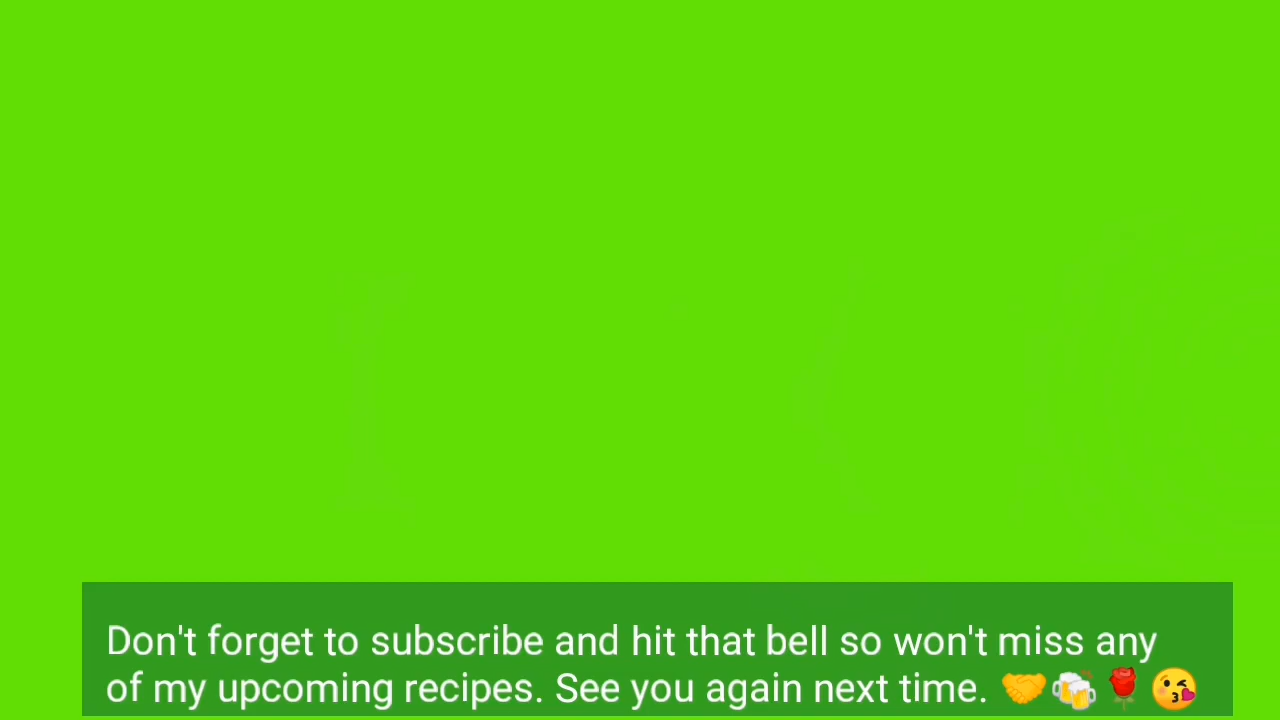 Don't forget to subscribe and hit that bell so won't miss any
of my upcoming recipes. See you again next time. 🤝🍻🌹😘